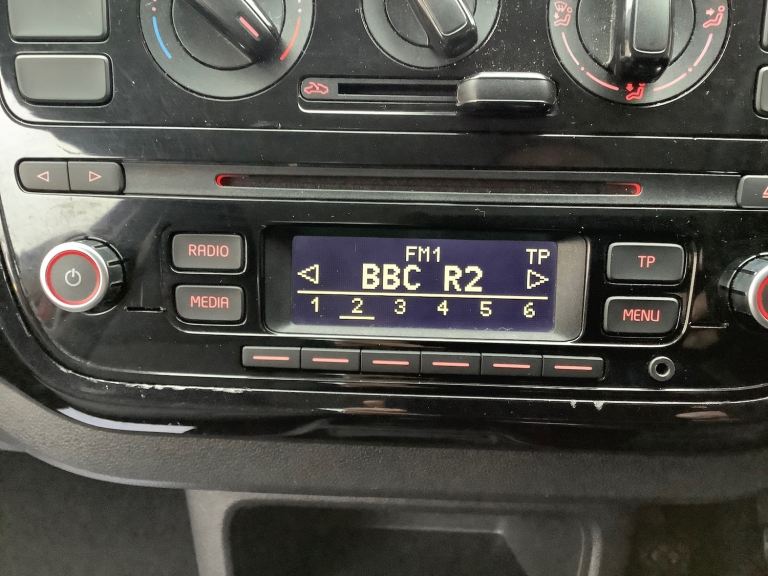 RADIO
MEDIA
FM1 TP
BBC R2
1 2 3 4 5 6
TP
MENU